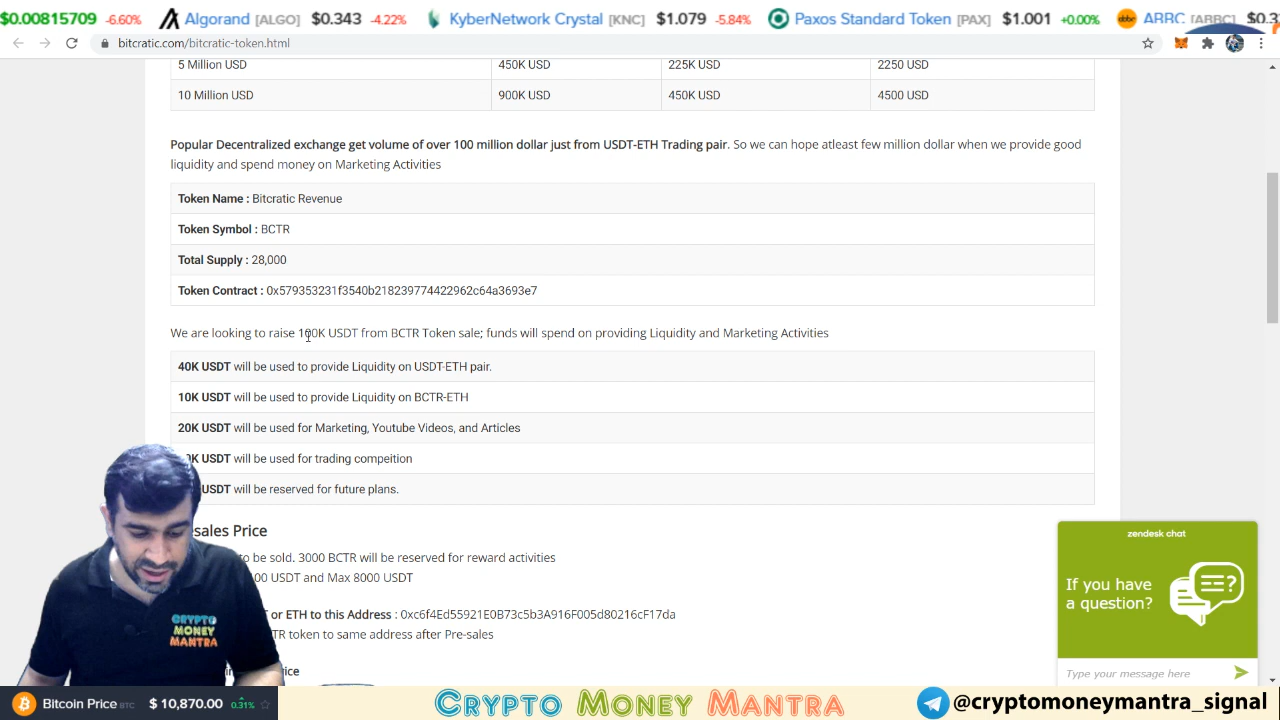 $0.00815709 -6.60% Algorand [ALGO] $0.343 -4.22% KyberNetwork Crystal [KNC] $1.079 -5.84% Paxos Standard Token [PAX] $1.001 +0.00% ABBC [ABBC]
bitcratic.com/bitcratic-token.html
5 Million USD 450K USD 225K USD 2250 USD
10 Million USD 900K USD 450K USD 4500 USD
Popular Decentralized exchange get volume of over 100 million dollar just from USDT-ETH Trading pair. So we can hope atleast few million dollar when we provide good
liquidity and spend money on Marketing Activities
Token Name : Bitcratic Revenue
Token Symbol : BCTR
Total Supply : 28,000
Token Contract : 0x579353231f3540b218239774422962c64a3693e7
We are looking to raise 100K USDT from BCTR Token sale; funds will spend on providing Liquidity and Marketing Activities
40K USDT will be used to provide Liquidity on USDT-ETH pair.
10K USDT will be used to provide Liquidity on BCTR-ETH
20K USDT will be used for Marketing, Youtube Videos, and Articles
USDT will be used for trading compeition
USDT will be reserved for future plans.
sales Price
to be sold. 3000 BCTR will be reserved for reward activities
USDT and Max 8000 USDT
or ETH to this Address :
token to same address after Pre-sales
zendesk chat
If you have
a question?
Type your message here
CRYPTO
MONEY
MANTRA
Bitcoin Price BTC $ 10,870.00 0.31%
CRYPTO MONEY MANTRA
@cryptomoneymantra_signal